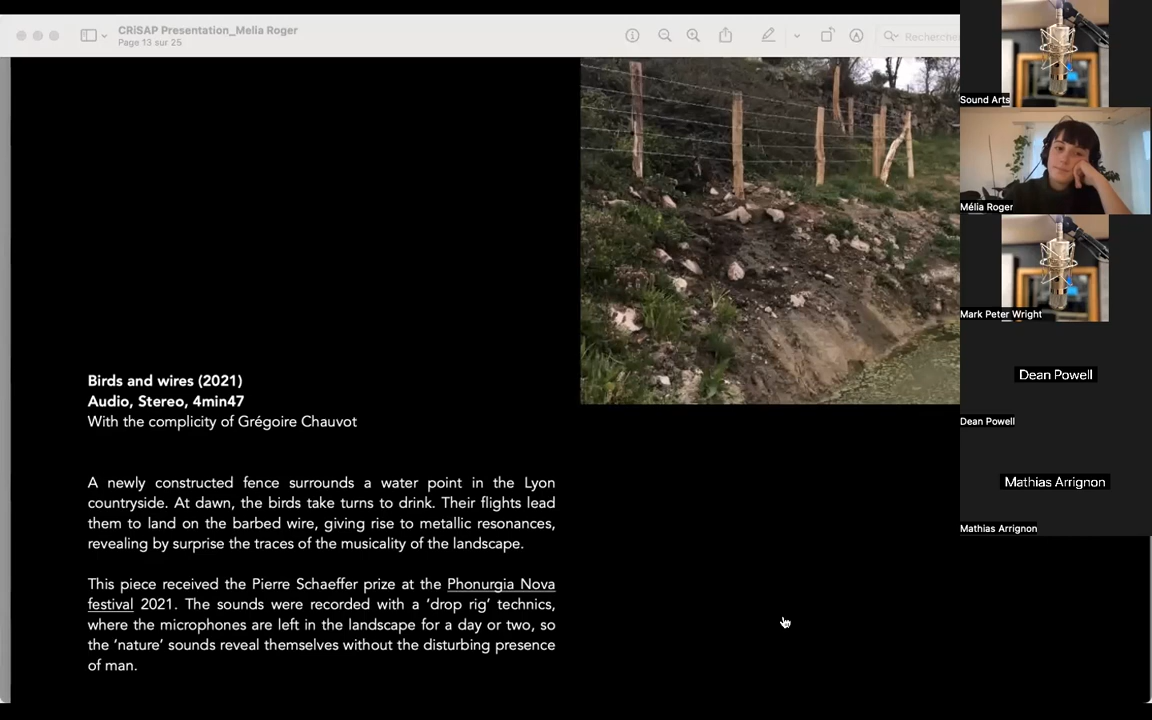 CRiSAP Presentation_Melia Roger
Page 13 sur 25
Recherche
Birds and wires (2021)
Audio, Stereo, 4min47
With the complicity of Grégoire Chauvot
A newly constructed fence surrounds a water point in the Lyon
countryside. At dawn, the birds take turns to drink. Their flights lead
them to land on the barbed wire, giving rise to metallic resonances,
revealing by surprise the traces of the musicality of the landscape.
This piece received the Pierre Schaeffer prize at the Phonurgia Nova
festival 2021. The sounds were recorded with a ‘drop rig’ technics,
where the microphones are left in the landscape for a day or two, so
the ‘nature’ sounds reveal themselves without the disturbing presence
of man.
Sound Arts
Mélia Roger
Mark Peter Wright
Dean Powell
Dean Powell
Mathias Arrignon
Mathias Arrignon